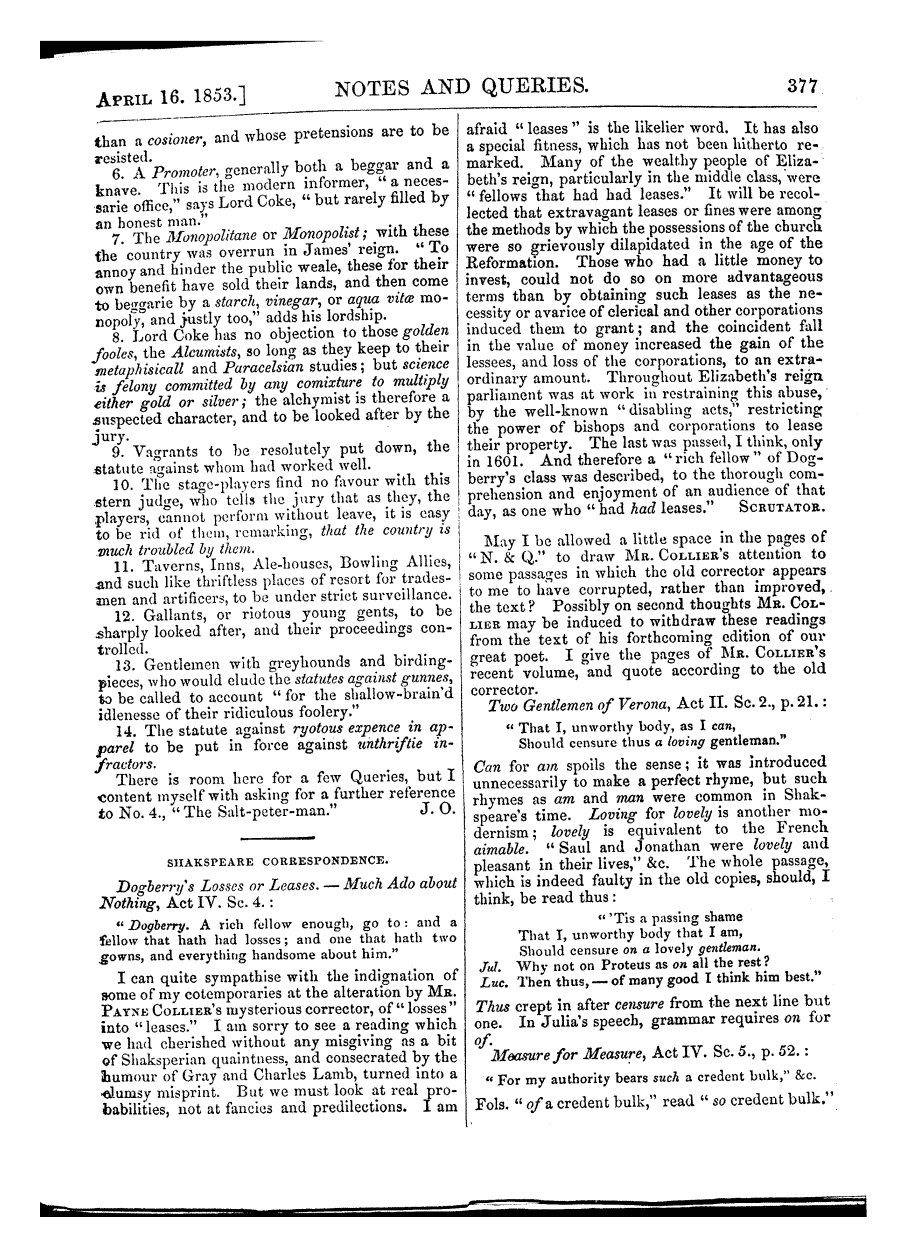 APRIL 16. 1853.] NOTES AND QUERIES. 377
than a cosioner, and whose pretensions are to be
resisted.
6. A Promoter, generally both a beggar and a
knave. This is the modern informer, “ a neces-
sarie office,” says Lord Coke, “ but rarely filled by
an honest man.”
7. The Monopolitane or Monopolist; with these
the country was overrun in James' reign. “ To
annoy and hinder the public weale, these for their
own benefit have sold their lands, and then come
to beggarie by a starch, vinegar, or aqua vitæ mo-
nopoly, and justly too,” adds his lordship.
8. Lord Coke has no objection to those golden
fooles, the Alcumists, so long as they keep to their
metaphisicall and Paracelsian studies; but science
is felony committed by any comixture to multiply
either gold or silver; the alchymist is therefore a
suspected character, and to be looked after by the
jury.
9. Vagrants to be resolutely put down, the
statute against whom had worked well.
10. The stage-players find no favour with this
stern judge, who tells the jury that as they, the
players, cannot perform without leave, it is easy
to be rid of them, remarking, that the country is
much troubled by them.
11. Taverns, Inns, Ale-houses, Bowling Allies,
and such like thriftless places of resort for trades-
men and artificers, to be under strict surveillance.
12. Gallants, or riotous young gents, to be
sharply looked after, and their proceedings con-
trolled.
13. Gentlemen with greyhounds and birding-
pieces, who would elude the statutes against gunnes,
to be called to account “ for the shallow-brain'd
idlenesse of their ridiculous foolery.”
14. The statute against ryotous expence in ap-
parel to be put in force against unthriftie in-
fractors.
There is room here for a few Queries, but I
content myself with asking for a further reference
to No. 4., “ The Salt-peter-man.” J. O.
SHAKSPEARE CORRESPONDENCE.
Dogberry's Losses or Leases. — Much Ado about
Nothing, Act IV. Sc. 4. :
“ Dogberry. A rich fellow enough, go to : and a
fellow that hath had losses; and one that hath two
gowns, and everything handsome about him.”
I can quite sympathise with the indignation of
some of my cotemporaries at the alteration by MR.
PAYNE COLLIER's mysterious corrector, of “ losses”
into “ leases.” I am sorry to see a reading which
we had cherished without any misgiving as a bit
of Shaksperian quaintness, and consecrated by the
humour of Gray and Charles Lamb, turned into a
clumsy misprint. But we must look at real pro-
babilities, not at fancies and predilections. I am
afraid “ leases ” is the likelier word. It has also
a special fitness, which has not been hitherto re-
marked. Many of the wealthy people of Eliza-
beth's reign, particularly in the middle class, were
“ fellows that had had leases.” It will be recol-
lected that extravagant leases or fines were among
the methods by which the possessions of the church
were so grievously dilapidated in the age of the
Reformation. Those who had a little money to
invest, could not do so on more advantageous
terms than by obtaining such leases as the ne-
cessity or avarice of clerical and other corporations
induced them to grant; and the coincident fall
in the value of money increased the gain of the
lessees, and loss of the corporations, to an extra-
ordinary amount. Throughout Elizabeth's reign
parliament was at work in restraining this abuse,
by the well-known “ disabling acts,” restricting
the power of bishops and corporations to lease
their property. The last was passed, I think, only
in 1601. And therefore a “ rich fellow ” of Dog-
berry's class was described, to the thorough com-
prehension and enjoyment of an audience of that
day, as one who “ had had leases.” SCRUTATOR.
May I be allowed a little space in the pages of
“ N. & Q.” to draw MR. COLLIER's attention to
some passages in which the old corrector appears
to me to have corrupted, rather than improved,
the text? Possibly on second thoughts MR. COL-
LIER may be induced to withdraw these readings
from the text of his forthcoming edition of our
great poet. I give the pages of MR. COLLIER's
recent volume, and quote according to the old
corrector.
Two Gentlemen of Verona, Act II. Sc. 2., p. 21. :
“ That I, unworthy body, as I can,
Should censure thus a loving gentleman.”
Can for am spoils the sense; it was introduced
unnecessarily to make a perfect rhyme, but such
rhymes as am and man were common in Shak-
speare's time. Loving for lovely is another mo-
dernism; lovely is equivalent to the French
aimable. “ Saul and Jonathan were lovely and
pleasant in their lives,” &c. The whole passage,
which is indeed faulty in the old copies, should, I
think, be read thus :
“ 'Tis a passing shame
That I, unworthy body that I am,
Should censure on a lovely gentleman.
Jul. Why not on Proteus as on all the rest?
Luc. Then thus, — of many good I think him best.”
Thus crept in after censure from the next line but
one. In Julia's speech, grammar requires on for
of.
Measure for Measure, Act IV. Sc. 5., p. 52. :
“ For my authority bears such a credent bulk,” &c.
Fols. “ of a credent bulk,” read “ so credent bulk.”